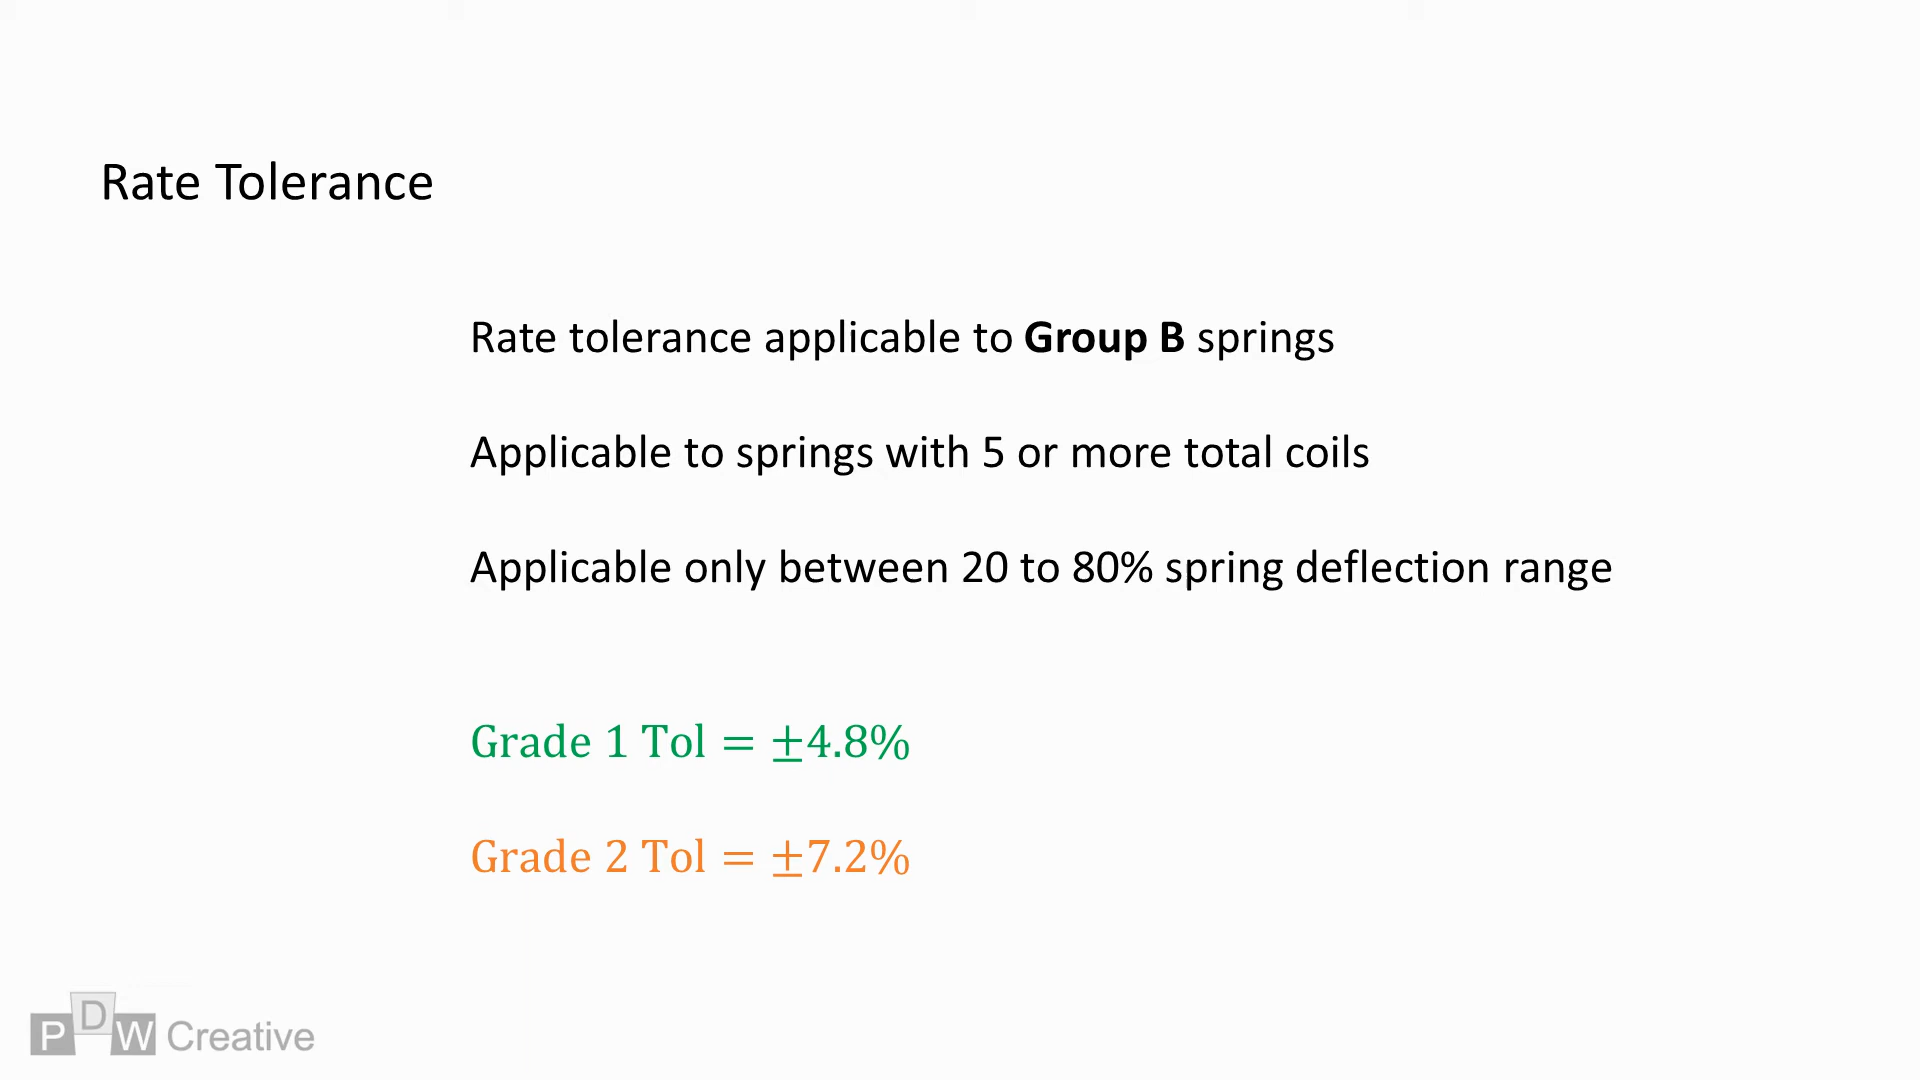 Rate Tolerance
Rate tolerance applicable to Group B springs
Applicable to springs with 5 or more total coils
Applicable only between 20 to 80% spring deflection range
Grade 1 Tol = ±4.8%
Grade 2 Tol = ±7.2%
PDW Creative